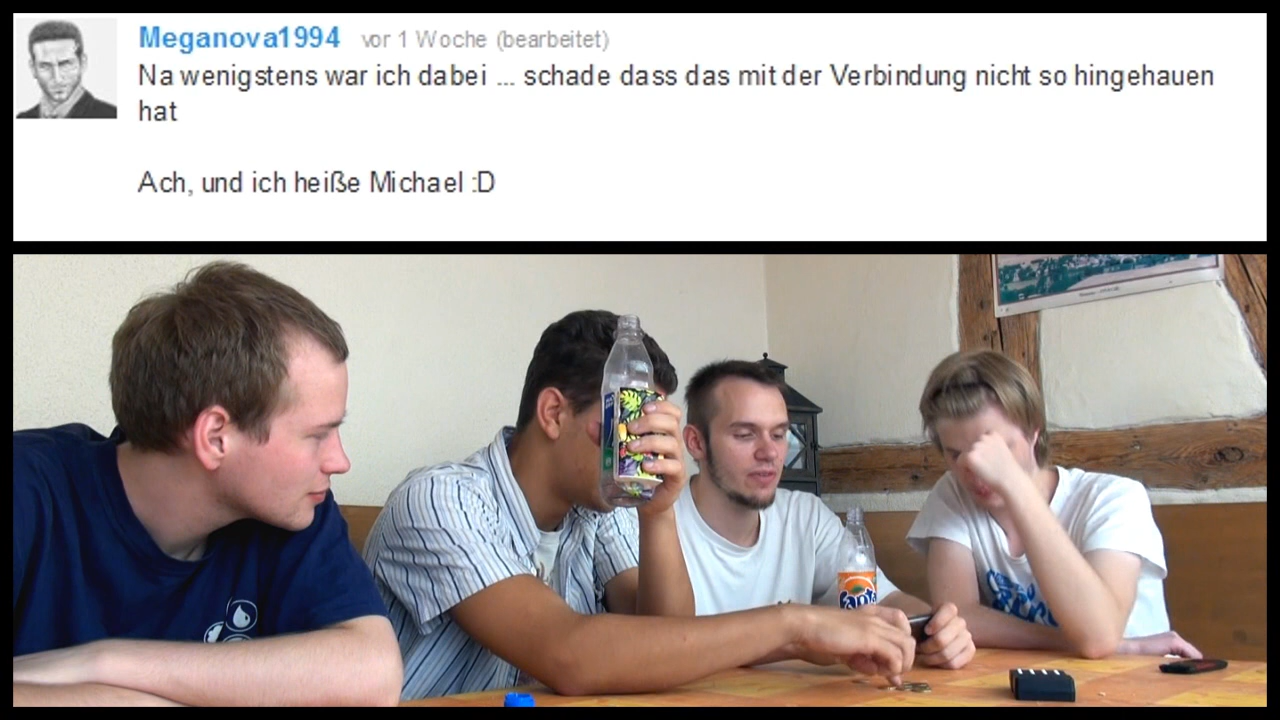 Meganova1994 vor 1 Woche (bearbeitet)
Na wenigstens war ich dabei ... schade dass das mit der Verbindung nicht so hingehauen
hat
Ach, und ich heiße Michael :D
Fanta